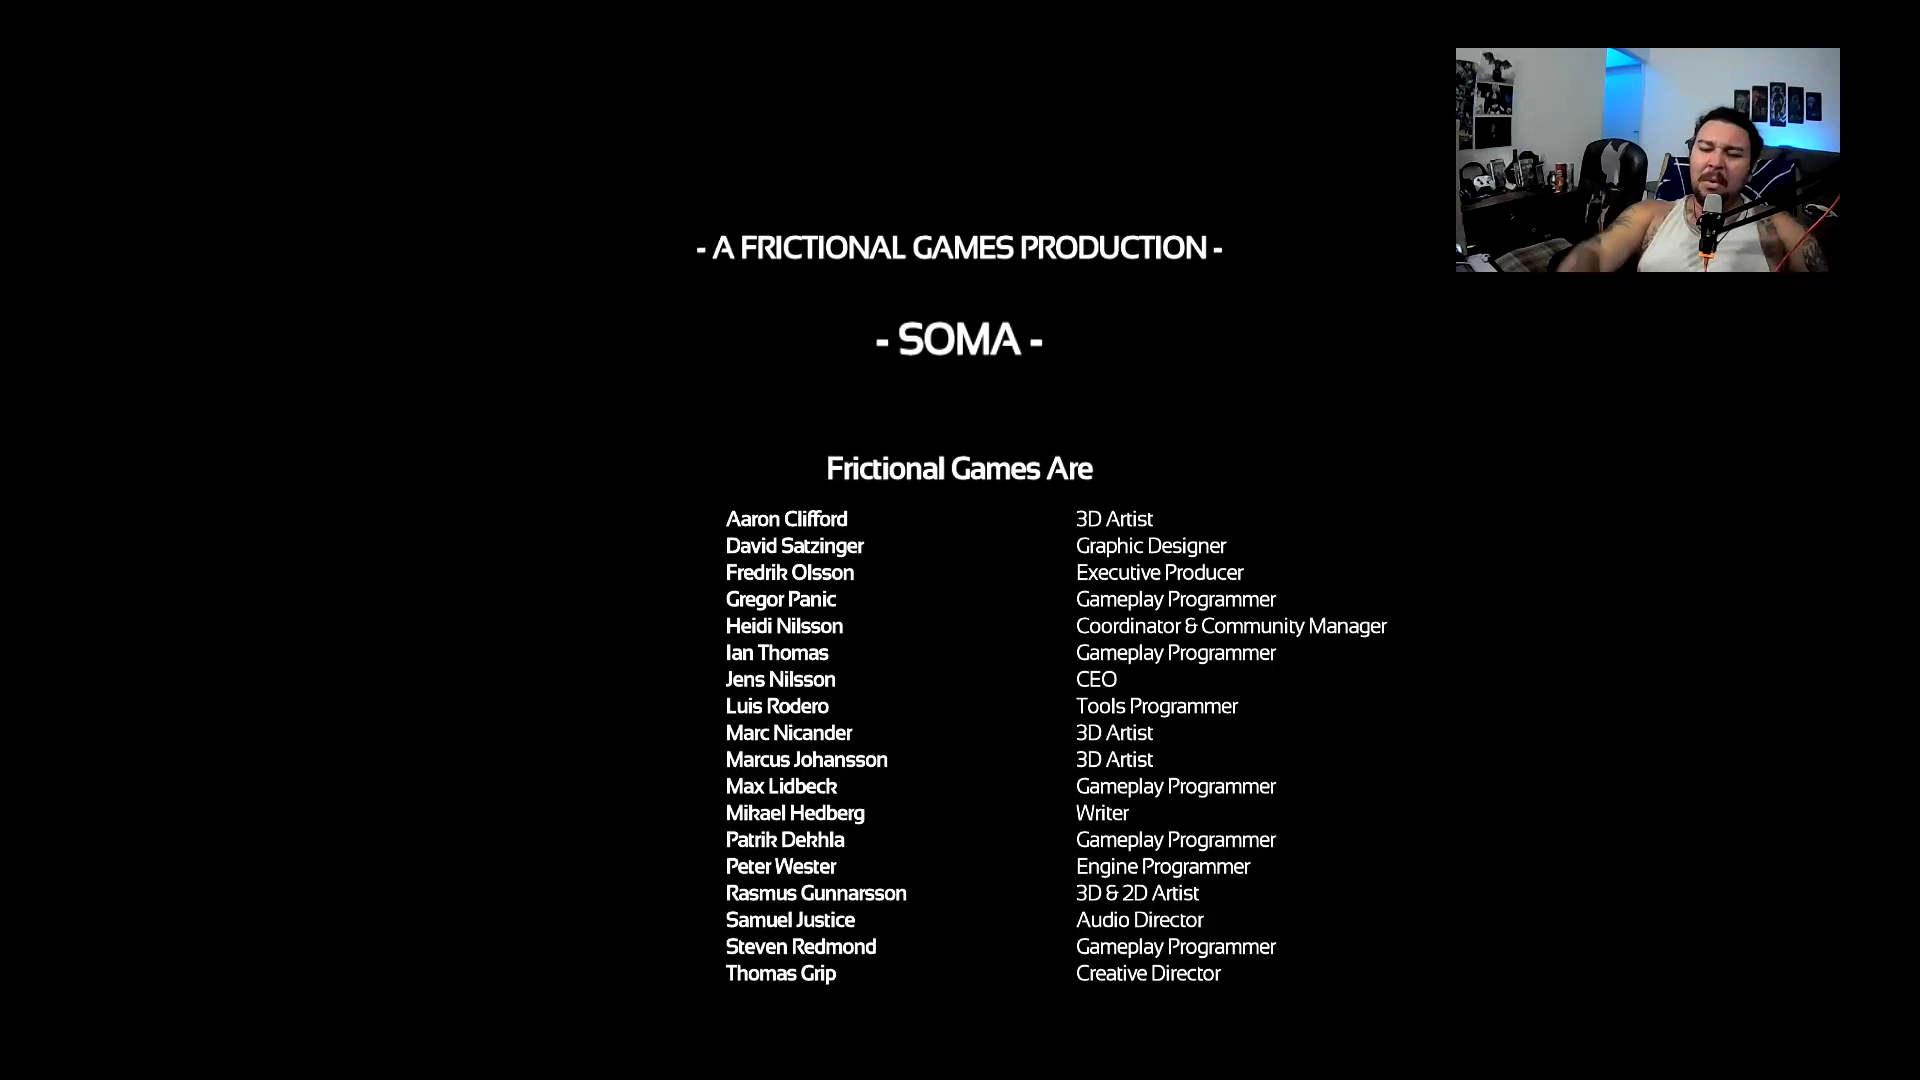 - A FRICTIONAL GAMES PRODUCTION -
- SOMA -
Frictional Games Are
Aaron Clifford 3D Artist
David Satzinger Graphic Designer
Fredrik Olsson Executive Producer
Gregor Panic Gameplay Programmer
Heidi Nilsson Coordinator & Community Manager
Ian Thomas Gameplay Programmer
Jens Nilsson CEO
Luis Rodero Tools Programmer
Marc Nicander 3D Artist
Marcus Johansson 3D Artist
Max Lidbeck Gameplay Programmer
Mikael Hedberg Writer
Patrik Dekhla Gameplay Programmer
Peter Wester Engine Programmer
Rasmus Gunnarsson 3D & 2D Artist
Samuel Justice Audio Director
Steven Redmond Gameplay Programmer
Thomas Grip Creative Director